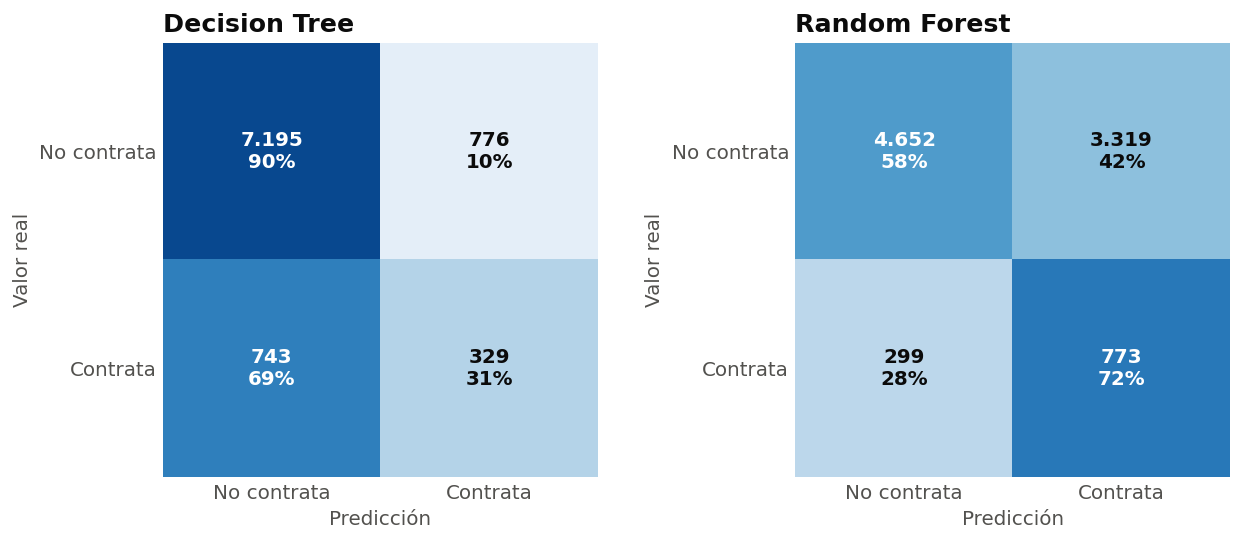 Decision Tree
Valor real
No contrata
7.195
90%
776
10%
Contrata
743
69%
329
31%
No contrata
Contrata
Predicción
Random Forest
Valor real
No contrata
4.652
58%
3.319
42%
Contrata
299
28%
773
72%
No contrata
Contrata
Predicción